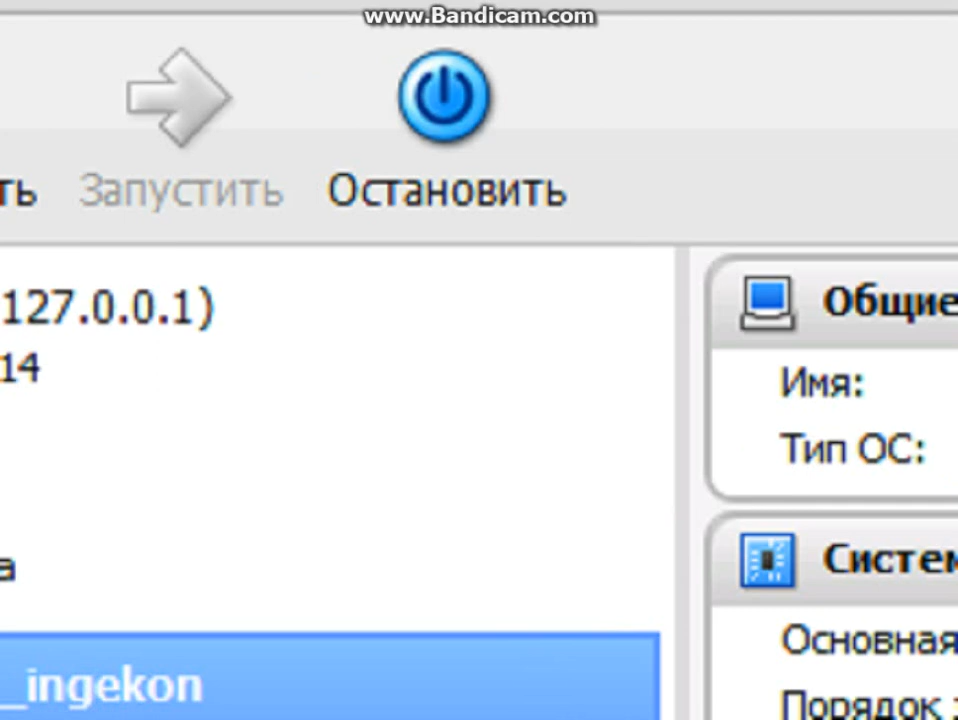 www.Bandicam.com
ть Запустить Остановить
127.0.0.1)
14
а
_ingekon
Общие
Имя:
Тип ОС:
Систем
Основная
Порядок з